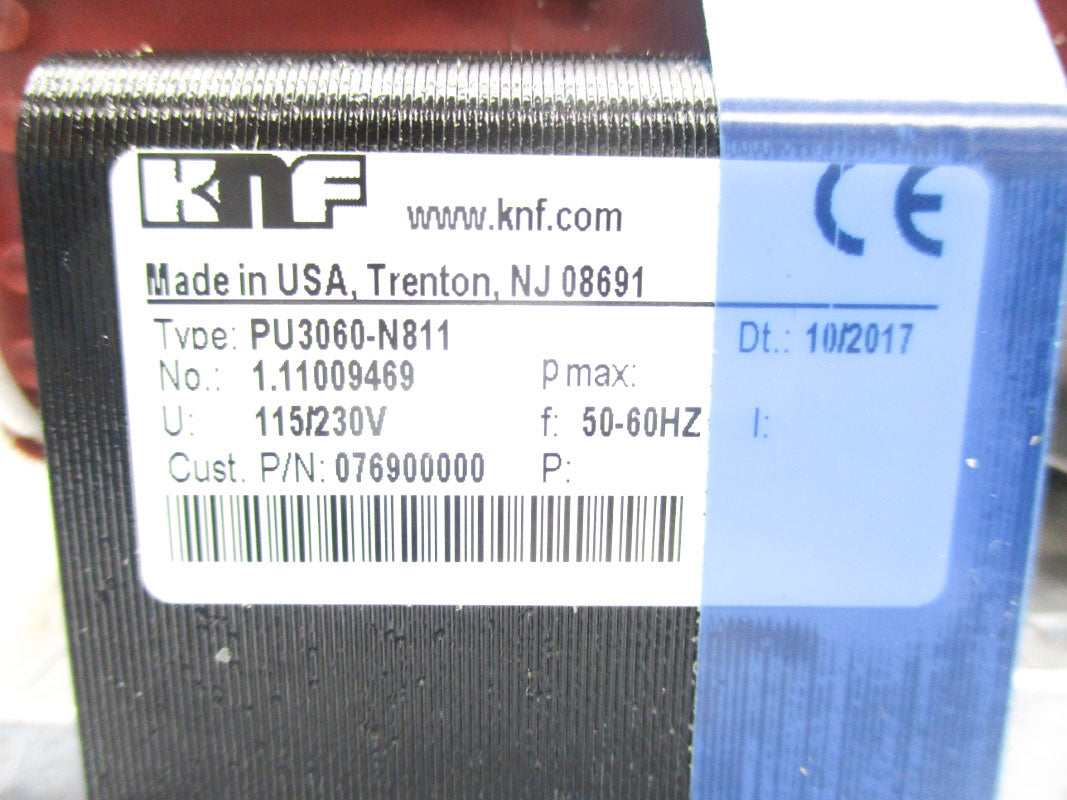 KNF www.knf.com CE
Made in USA, Trenton, NJ 08691
Type: PU3060-N811 Dt.: 10/2017
No.: 1.11009469 p max:
U: 115/230V f: 50-60HZ I:
Cust. P/N: 076900000 P: